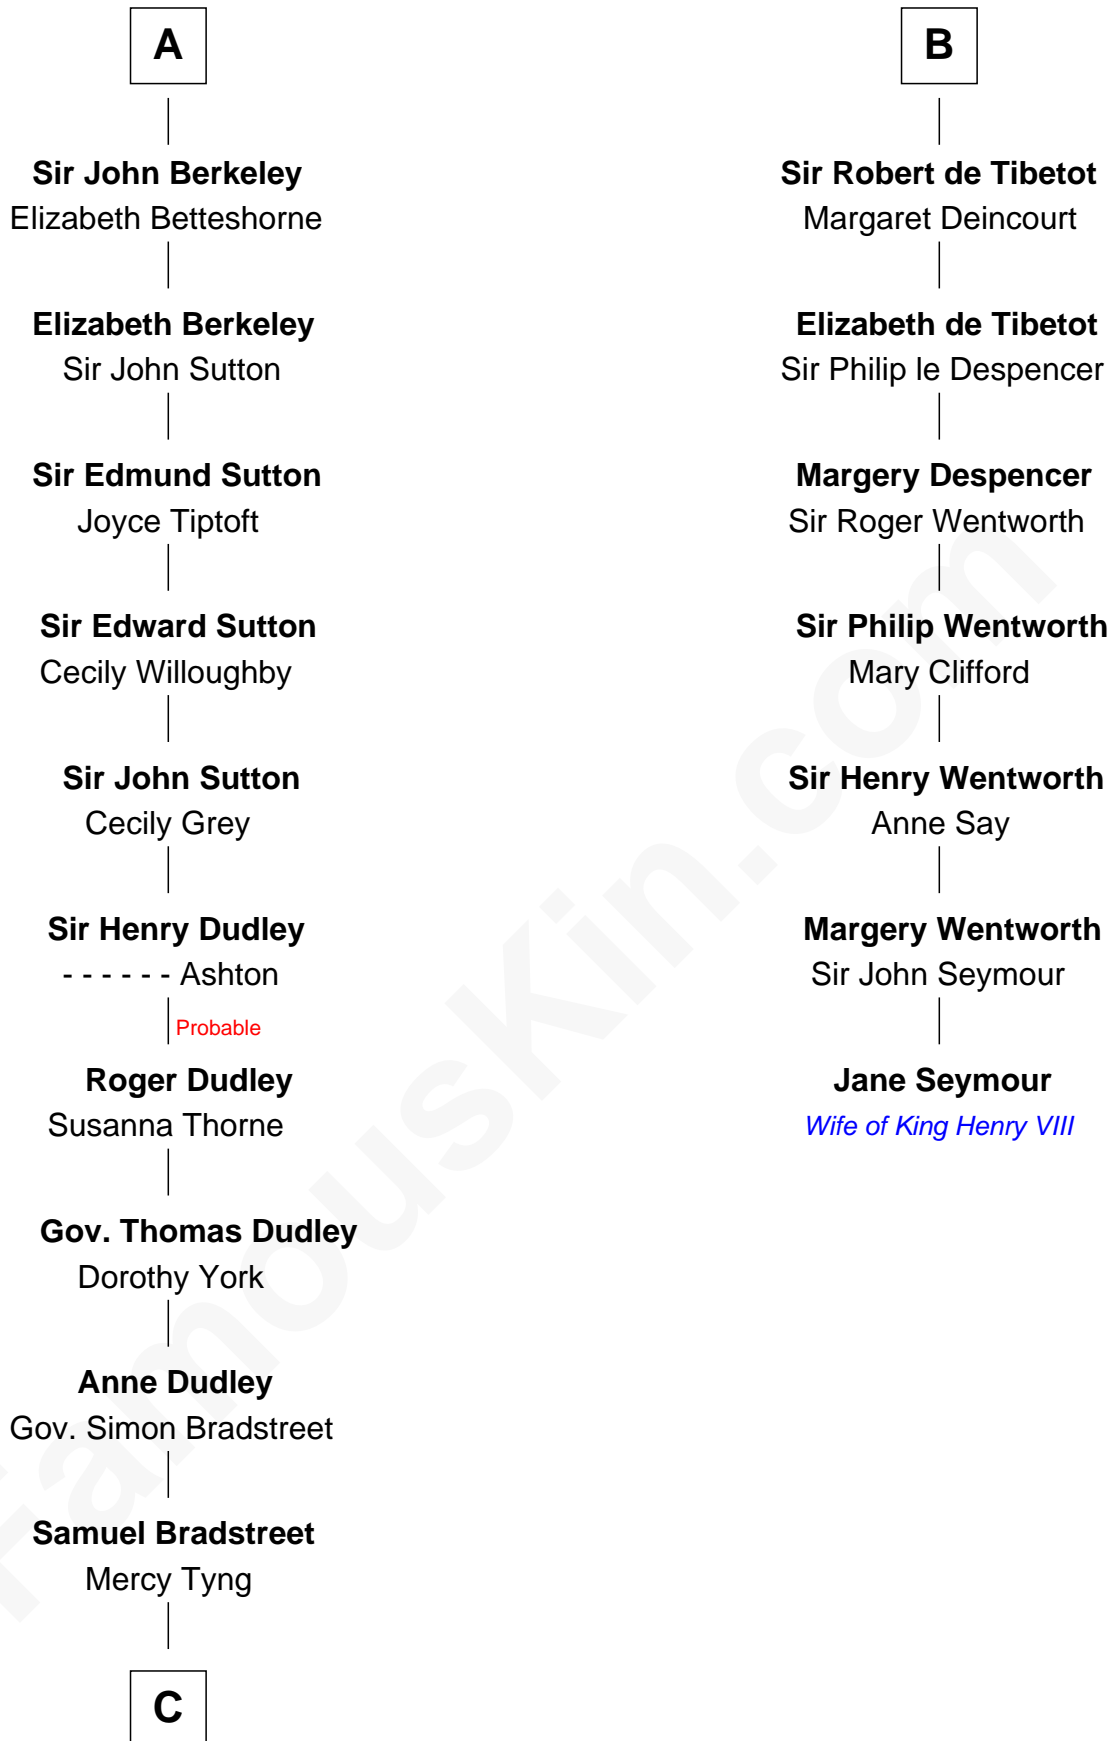 A
Sir John Berkeley
Elizabeth Betteshorne
Elizabeth Berkeley
Sir John Sutton
Sir Edmund Sutton
Joyce Tiptoft
Sir Edward Sutton
Cecily Willoughby
Sir John Sutton
Cecily Grey
Sir Henry Dudley
- - - - - - Ashton
Probable
Roger Dudley
Susanna Thorne
Gov. Thomas Dudley
Dorothy York
Anne Dudley
Gov. Simon Bradstreet
Samuel Bradstreet
Mercy Tyng
C
B
Sir Robert de Tibetot
Margaret Deincourt
Elizabeth de Tibetot
Sir Philip le Despencer
Margery Despencer
Sir Roger Wentworth
Sir Philip Wentworth
Mary Clifford
Sir Henry Wentworth
Anne Say
Margery Wentworth
Sir John Seymour
Jane Seymour
Wife of King Henry VIII
FamousKin.com